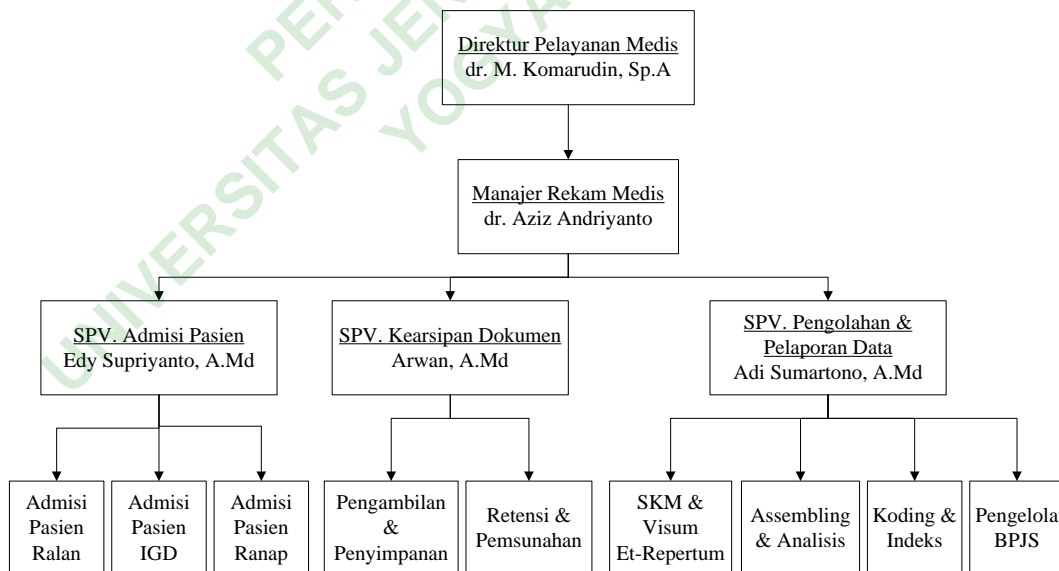 Direktur Pelayanan Medis
dr. M. Komarudin, Sp.A
Manajer Rekam Medis
dr. Aziz Andriyanto
SPV. Admisi Pasien
Edy Supriyanto, A.Md
SPV. Kearsipan Dokumen
Arwan, A.Md
SPV. Pengolahan &
Pelaporan Data
Adi Sumartono, A.Md
Admisi
Pasien
Ralan
Admisi
Pasien
IGD
Admisi
Pasien
Ranap
Pengambilan
&
Penyimpanan
Retensi &
Pemsunahan
SKM &
Visum
Et-Repertum
Assembling
& Analisis
Koding &
Indeks
Pengelola
BPJS
UNIVERSITAS